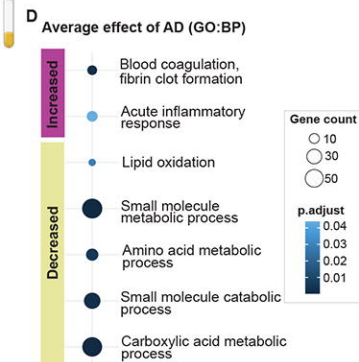 D
Average effect of AD (GO:BP)
Increased
Blood coagulation,
fibrin clot formation
Acute inflammatory
response
Decreased
Lipid oxidation
Small molecule
metabolic process
Amino acid metabolic
process
Small molecule catabolic
process
Carboxylic acid metabolic
process
Gene count
10
30
50
p.adjust
0.04
0.03
0.02
0.01